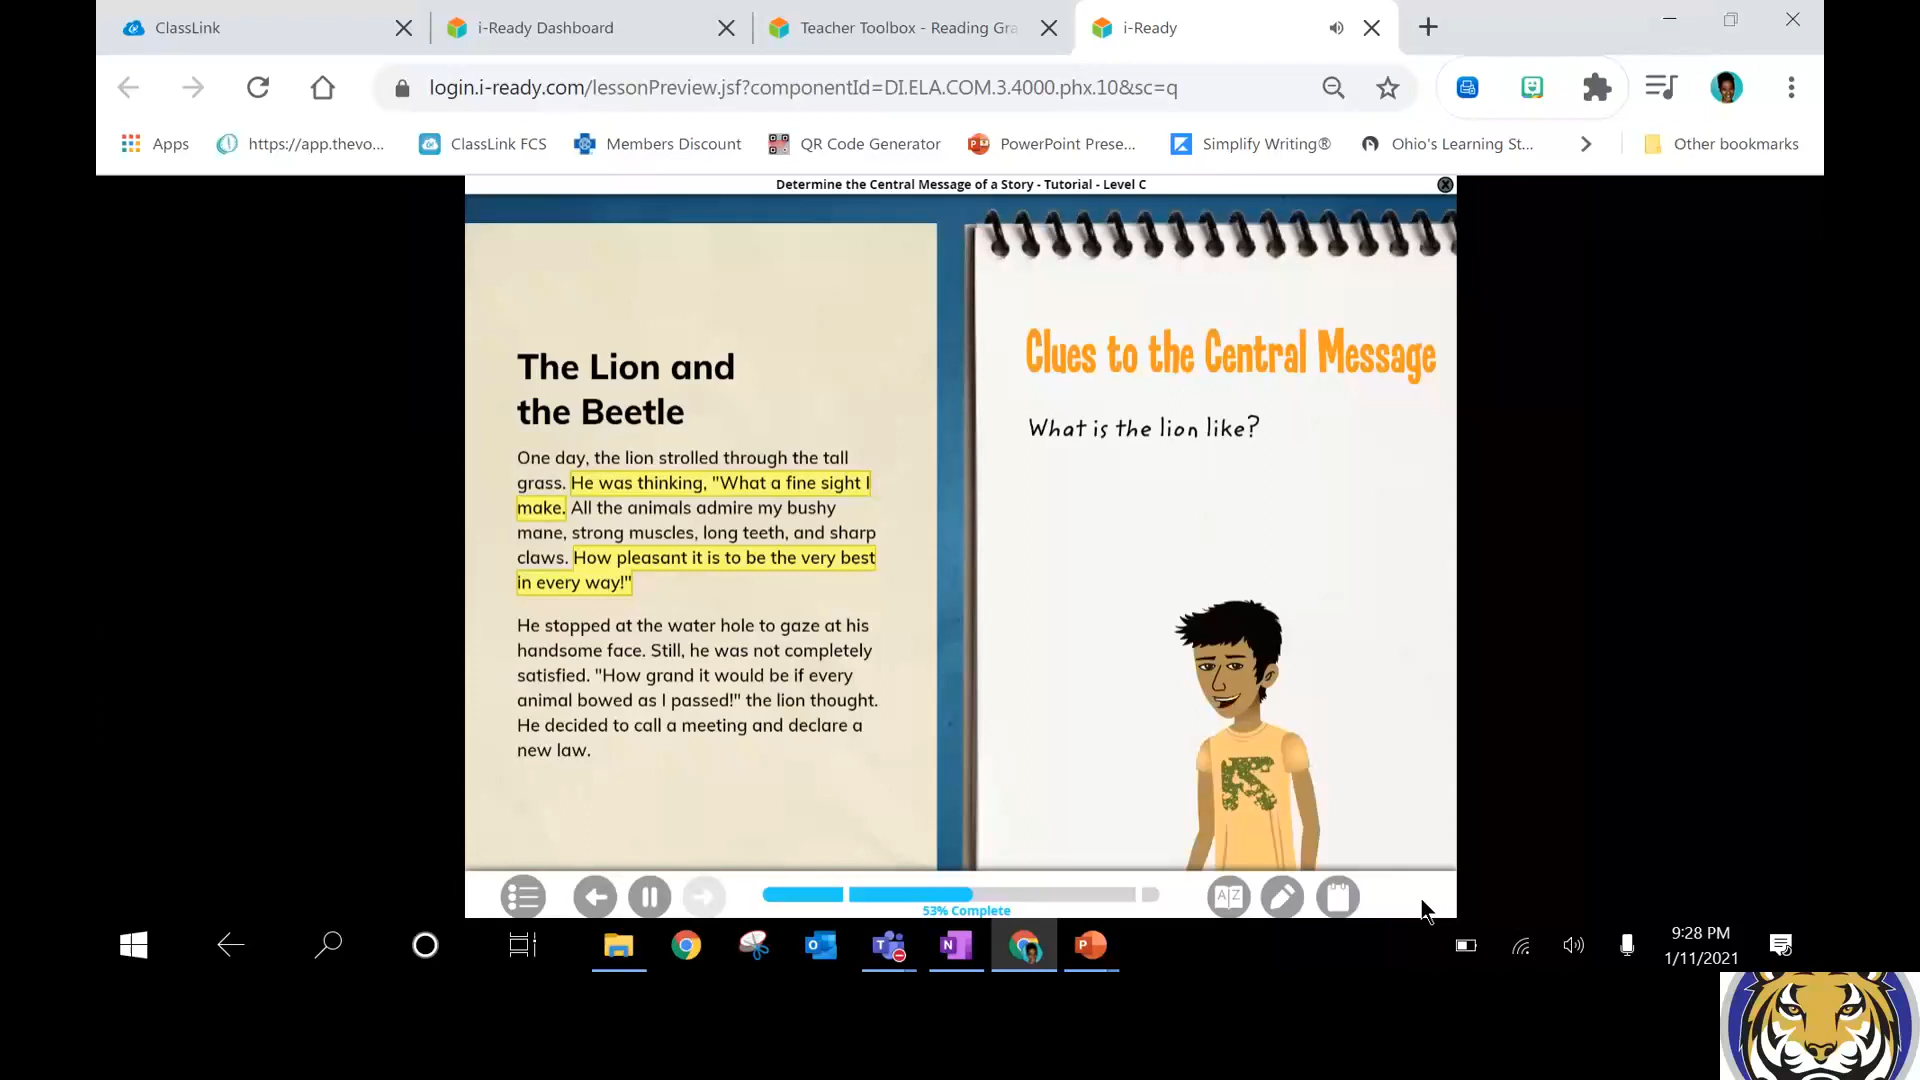 ClassLink
i-Ready Dashboard
Teacher Toolbox - Reading Gra
i-Ready
login.i-ready.com/lessonPreview.jsf?componentId=DI.ELA.COM.3.4000.phx.10&sc=q
Apps
https://app.thevo...
ClassLink FCS
Members Discount
QR Code Generator
PowerPoint Prese...
Simplify Writing®
Ohio's Learning St...
Other bookmarks
Determine the Central Message of a Story - Tutorial - Level C
The Lion and
the Beetle
One day, the lion strolled through the tall
grass. He was thinking, "What a fine sight I
make. All the animals admire my bushy
mane, strong muscles, long teeth, and sharp
claws. How pleasant it is to be the very best
in every way!"
He stopped at the water hole to gaze at his
handsome face. Still, he was not completely
satisfied. "How grand it would be if every
animal bowed as I passed!" the lion thought.
He decided to call a meeting and declare a
new law.
Clues to the Central Message
What is the lion like?
53% Complete
A Z
9:28 PM
1/11/2021